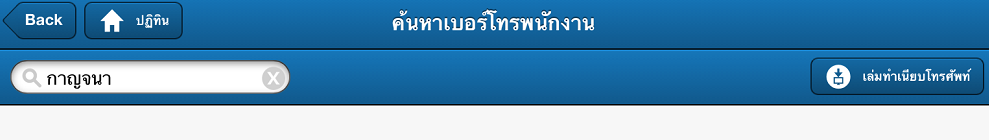 Back
ปฏิทิน
ค้นหาเบอร์โทรพนักงาน
กาญจนา
เล่มทำเนียบโทรศัพท์